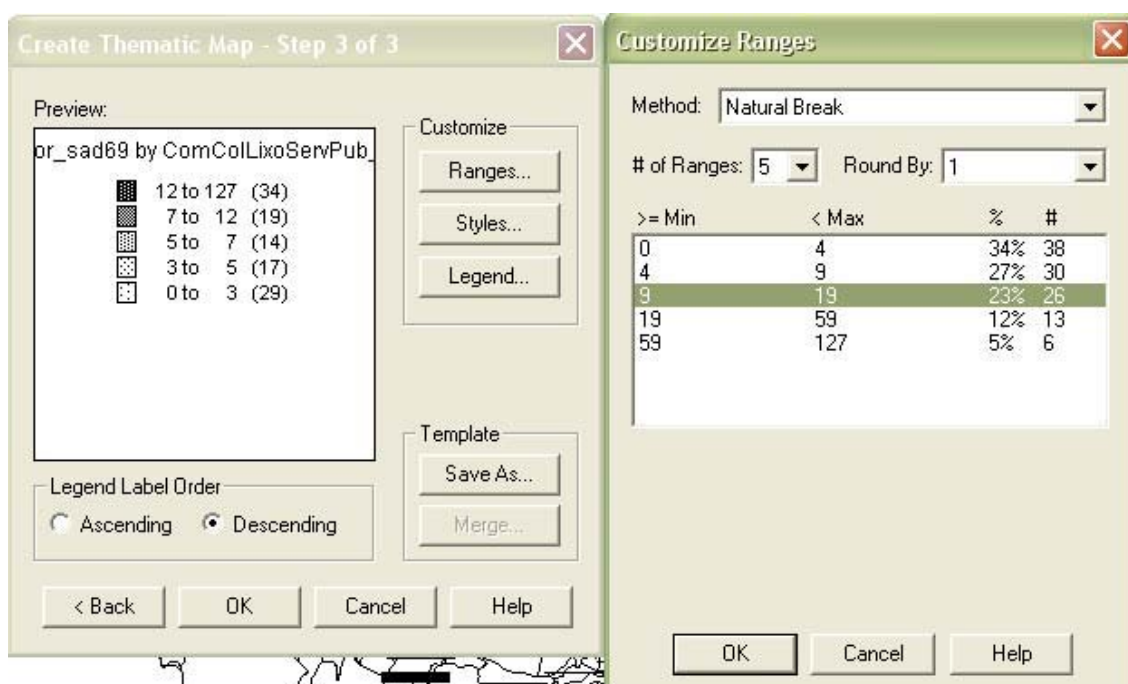 Create Thematic Map - Step 3 of 3
Preview:
or_sad69 by ComColLixoServPub_
12 to 127 (34)
7 to 12 (19)
5 to 7 (14)
3 to 5 (17)
0 to 3 (29)
Customize
Ranges...
Styles...
Legend...
Template
Save As...
Merge...
Legend Label Order
Ascending Descending
< Back OK Cancel Help
Customize Ranges
Method: Natural Break
# of Ranges: 5 Round By: 1
>= Min < Max % #
0 4 34% 38
4 9 27% 30
9 19 23% 26
19 59 12% 13
59 127 5% 6
OK Cancel Help